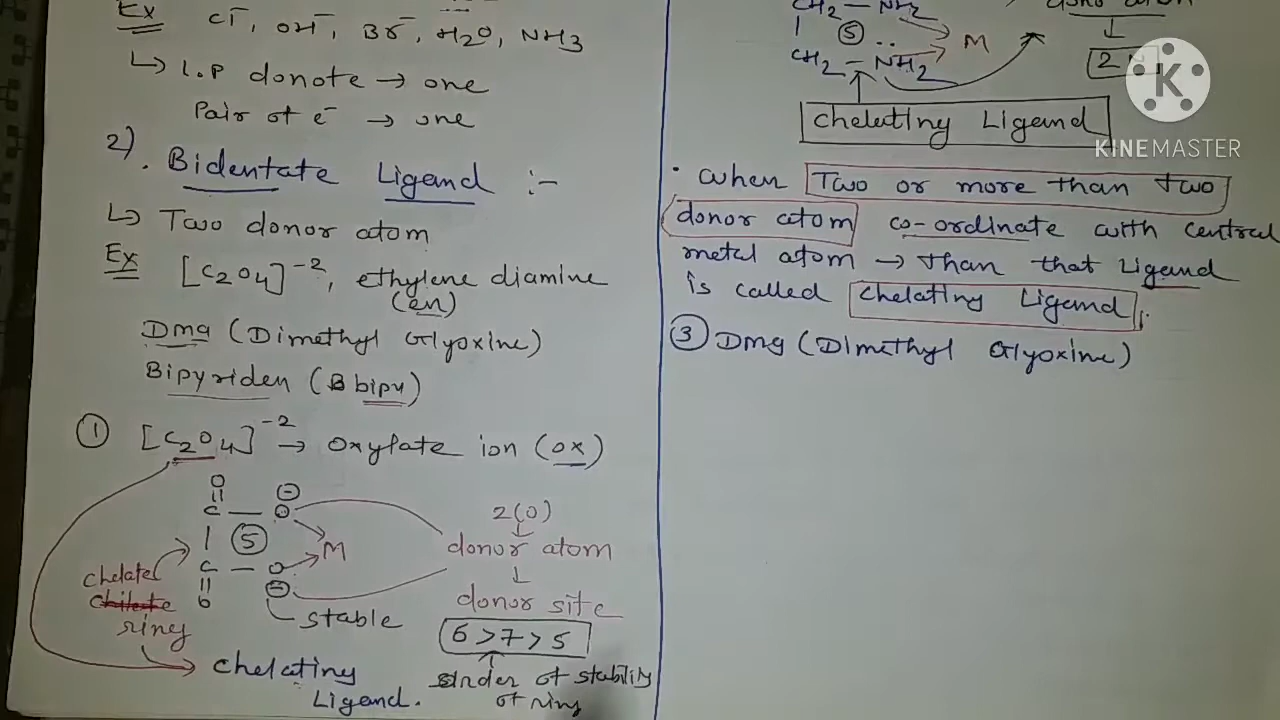 Ex Cl⁻, OH⁻, Br⁻, H2O, NH3
↳ l.p donote → one
Pair of e⁻ → one
2). Bidentate Ligand :-
↳ Two donor atom
Ex [C2O4]⁻², ethylene diamine
(en)
Dmg (Dimethyl Glyoxine)
Bipyriden (B bipy)
① [C2O4]⁻² → Oxylate ion (ox)
O ⊖
C — O
⑤ M
C — O
O ⊖
chelate
ring
stable
2(O)
donor atom
↓
donor site
6 > 7 > 5
order of stability
of ring
Chelating
Ligand.
CH2 — NH2
⑤ M
CH2 — NH2
2
Chelating Ligand
· when Two or more than two
donor atom co-ordinate with central
metal atom → than that Ligand
is called Chelating Ligand.
③ Dmg (Dimethyl Glyoxime)
K
KINEMASTER